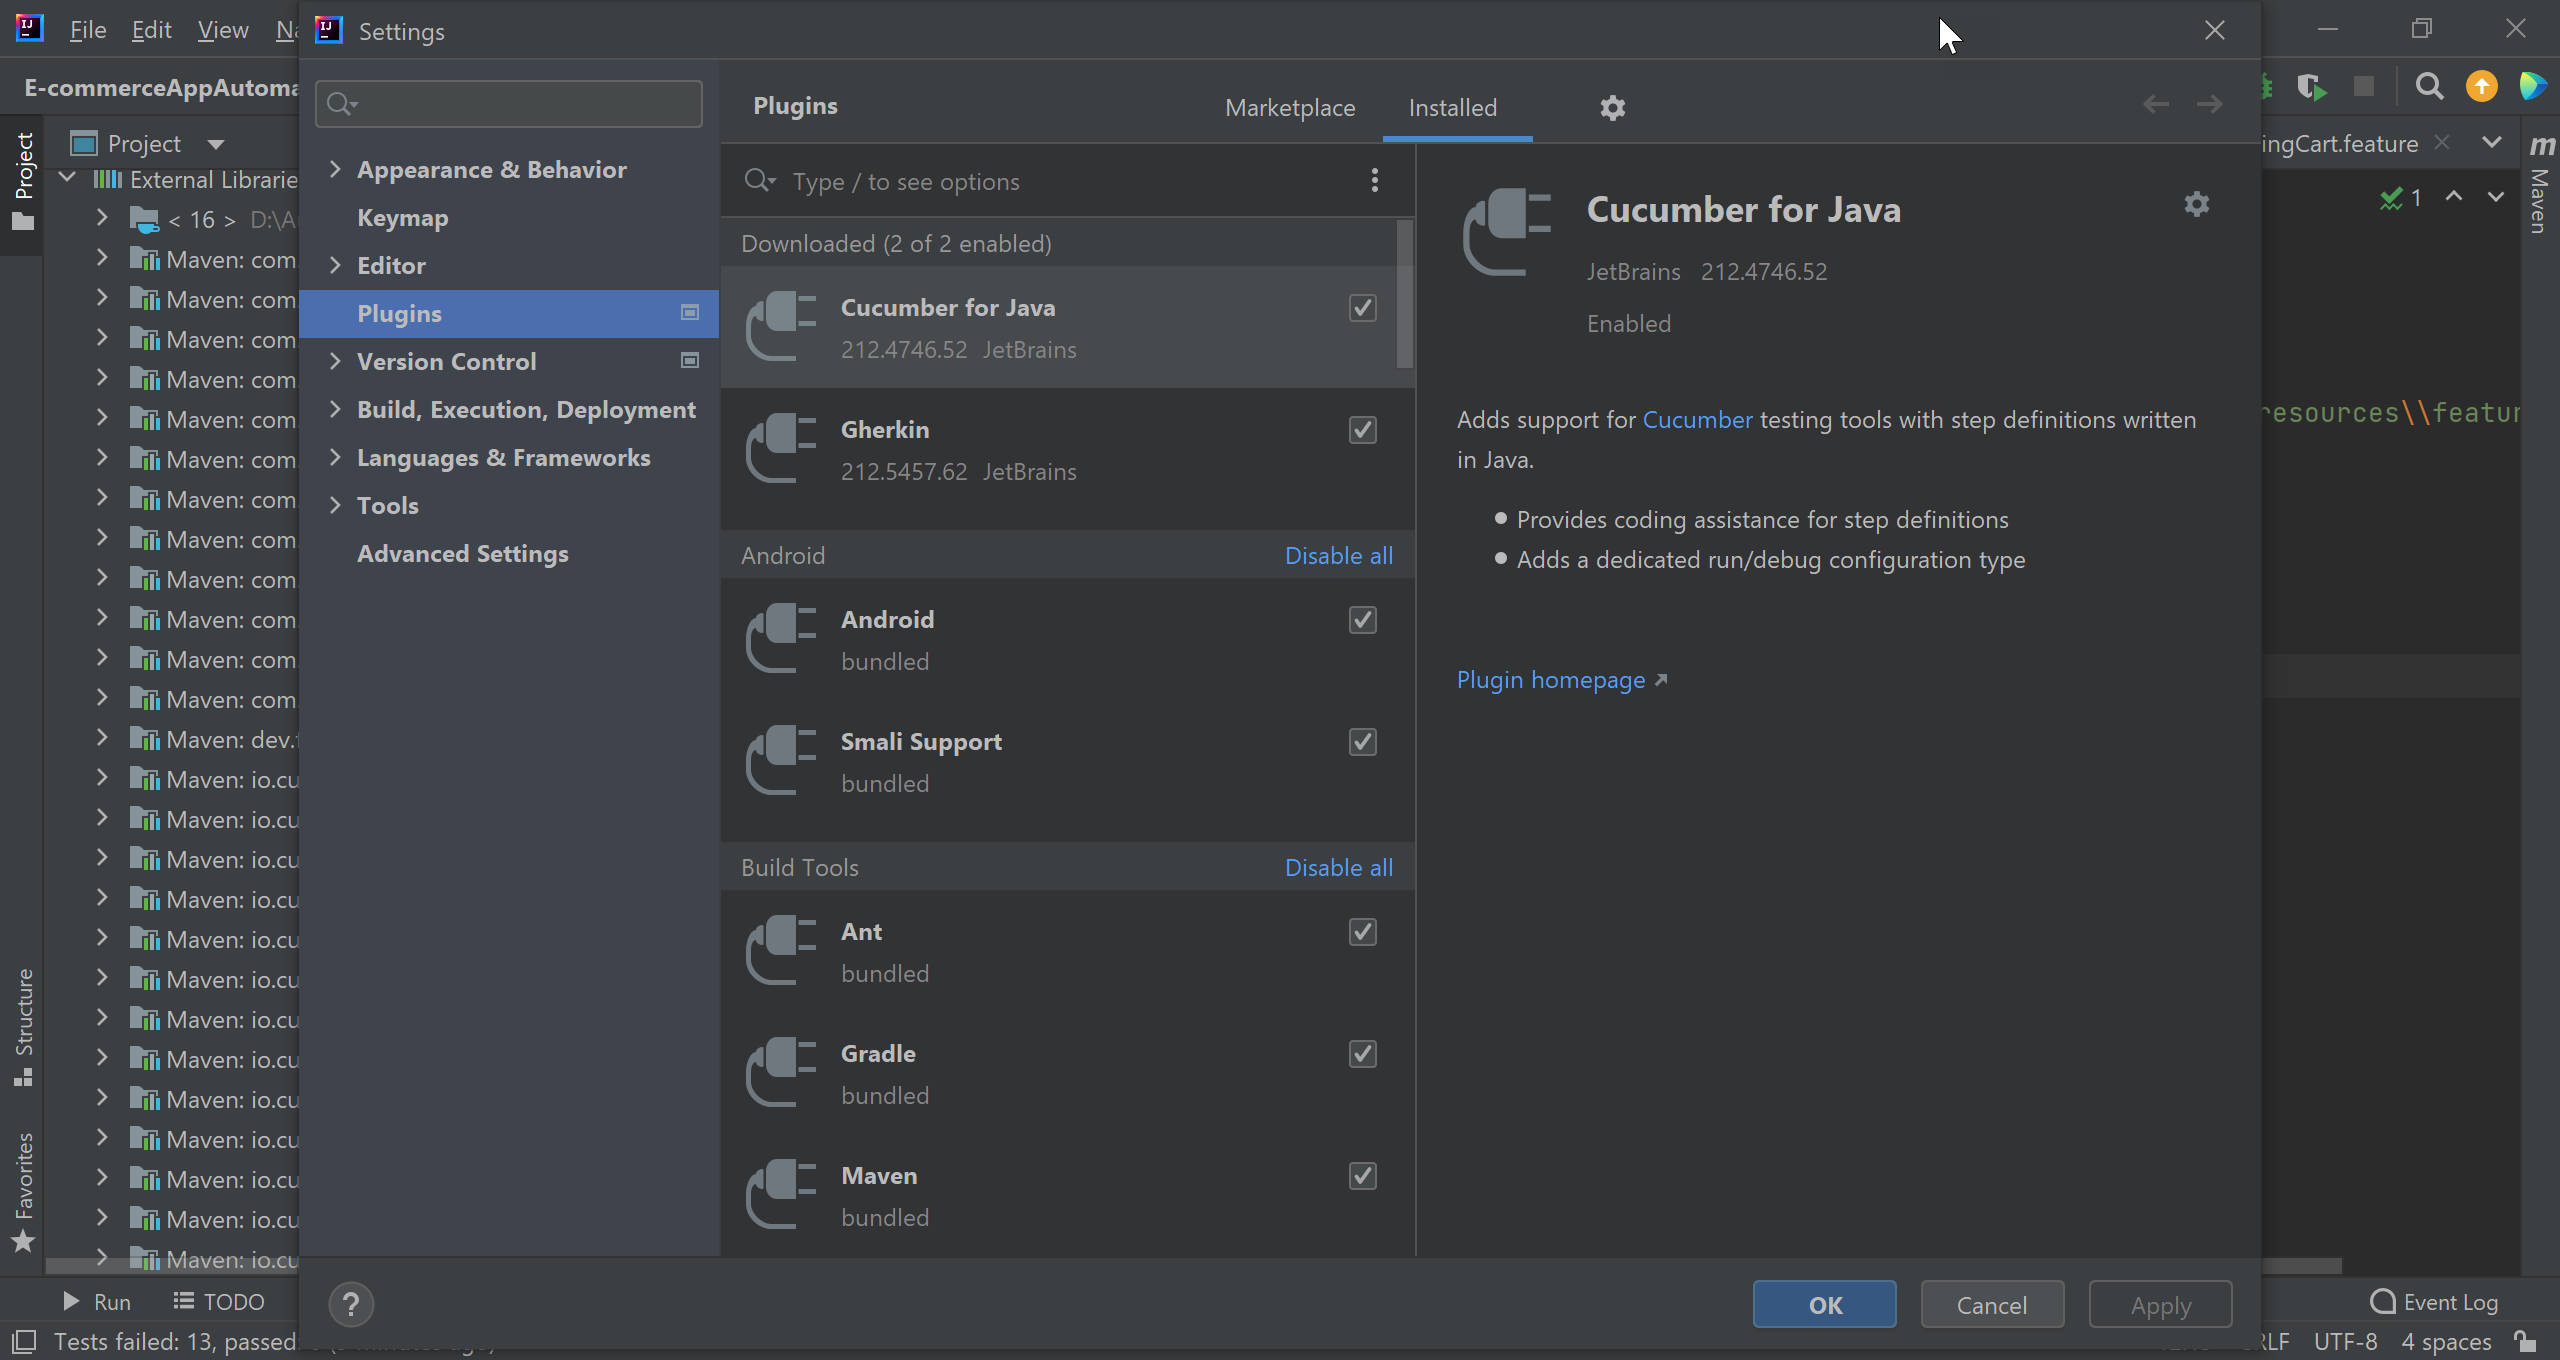 File Edit View Na
Settings
E-commerceAppAutoma
Project
Project
External Librarie
< 16 > D:\A
Maven: com.
Maven: com.
Maven: com.
Maven: com.
Maven: com.
Maven: com.
Maven: com.
Maven: com.
Maven: com.
Maven: com.
Maven: com.
Maven: com.
Maven: dev.
Maven: io.cu
Maven: io.cu
Maven: io.cu
Maven: io.cu
Maven: io.cu
Maven: io.cu
Maven: io.cu
Maven: io.cu
Maven: io.cu
Maven: io.cu
Maven: io.cu
Maven: io.cu
Maven: io.cu
Structure
Favorites
Appearance & Behavior
Keymap
Editor
Plugins
Version Control
Build, Execution, Deployment
Languages & Frameworks
Tools
Advanced Settings
Plugins
Marketplace
Installed
Type / to see options
Downloaded (2 of 2 enabled)
Cucumber for Java
212.4746.52 JetBrains
Gherkin
212.5457.62 JetBrains
Android Disable all
Android
bundled
Smali Support
bundled
Build Tools Disable all
Ant
bundled
Gradle
bundled
Maven
bundled
Cucumber for Java
JetBrains 212.4746.52
Enabled
Adds support for Cucumber testing tools with step definitions written
in Java.
Provides coding assistance for step definitions
Adds a dedicated run/debug configuration type
Plugin homepage
ingCart.feature
1
esources\\featur
m Maven
?
OK
Cancel
Apply
Run
TODO
Event Log
Tests failed: 13, passed:
RLF UTF-8 4 spaces